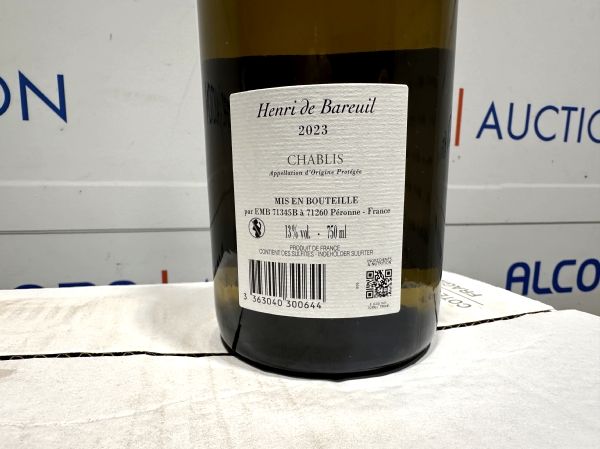 ON
AUCTION
ALCO
Henri de Bareuil
2023
CHABLIS
Appellation d'Origine Protégée
MIS EN BOUTEILLE
par EMB 71345B à 71260 Péronne - France
13% vol. · 750 ml
PRODUIT DE FRANCE
CONTIENT DES SULFITES - INDEHOLDER SULFITER
3 363040 300644